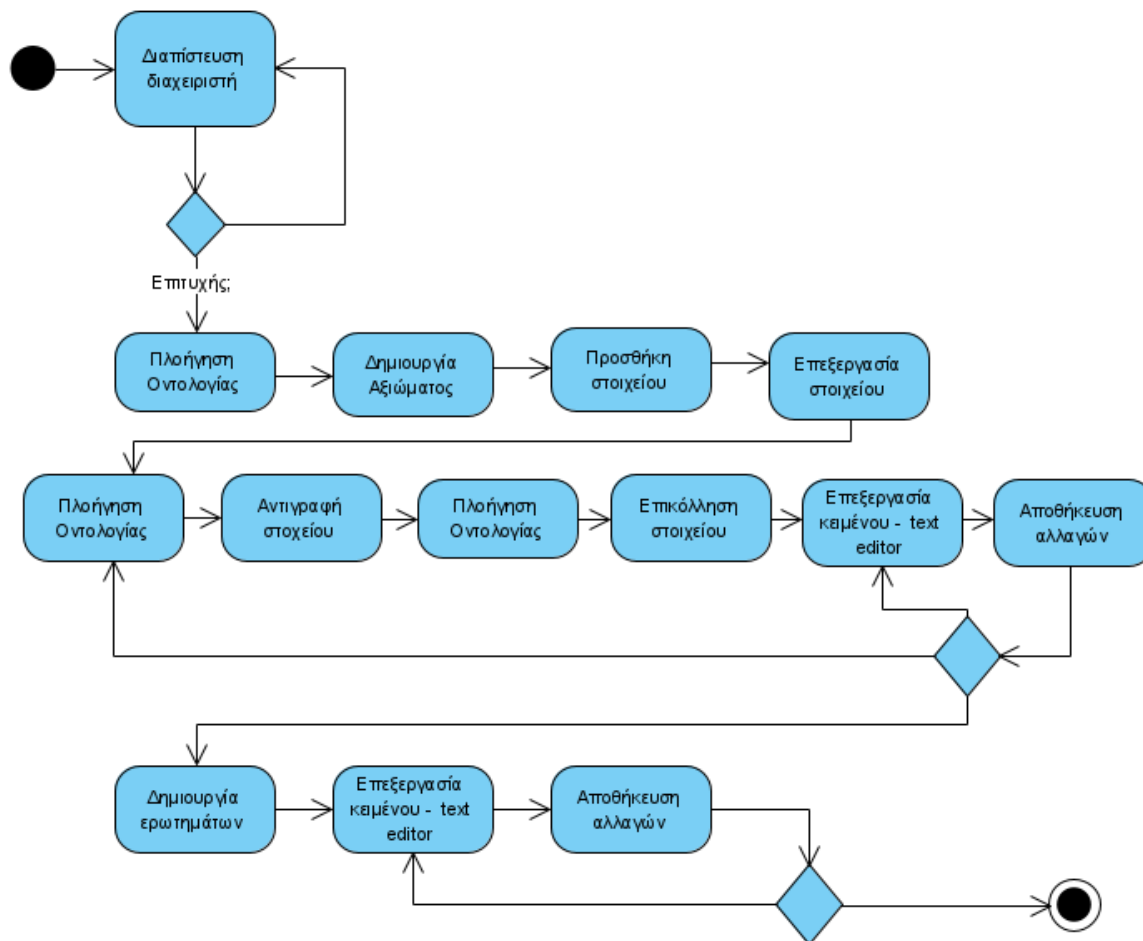 Διαπίστευση
διαχειριστή
Επιτυχής;
Πλοήγηση
Οντολογίας
Δημιουργία
Αξιώματος
Προσθήκη
στοιχείου
Επεξεργασία
στοιχείου
Πλοήγηση
Οντολογίας
Αντιγραφή
στοχείου
Πλοήγηση
Οντολογίας
Επικόλληση
στοιχείου
Επεξεργασία
κειμένου - text
editor
Αποθήκευση
αλλαγών
Δημιουργία
ερωτημάτων
Επεξεργασία
κειμένου - text
editor
Αποθήκευση
αλλαγών